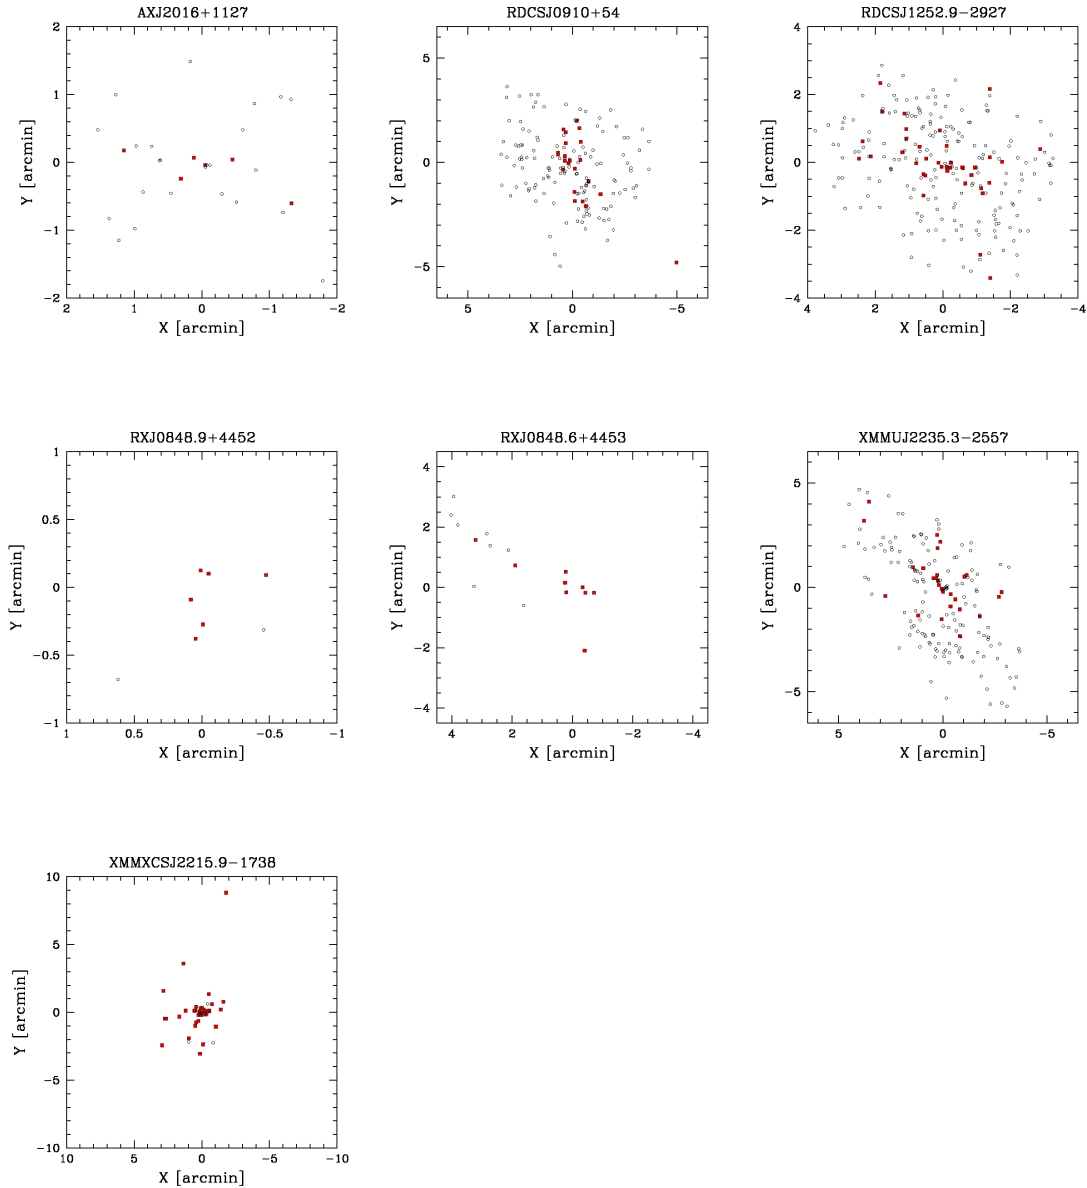 AXJ2016+1127
RDCSJ0910+54
RDCSJ1252.9−2927
2
1
0
−1
−2
Y [arcmin]
2
1
0
−1
−2
X [arcmin]
5
0
−5
Y [arcmin]
5
0
−5
X [arcmin]
4
2
0
−2
−4
Y [arcmin]
4
2
0
−2
−4
X [arcmin]
RXJ0848.9+4452
RXJ0848.6+4453
XMMUJ2235.3−2557
1
0.5
0
−0.5
−1
Y [arcmin]
1
0.5
0
−0.5
−1
X [arcmin]
4
2
0
−2
−4
Y [arcmin]
4
2
0
−2
−4
X [arcmin]
5
0
−5
Y [arcmin]
5
0
−5
X [arcmin]
XMMXCSJ2215.9−1738
10
5
0
−5
−10
Y [arcmin]
10
5
0
−5
−10
X [arcmin]